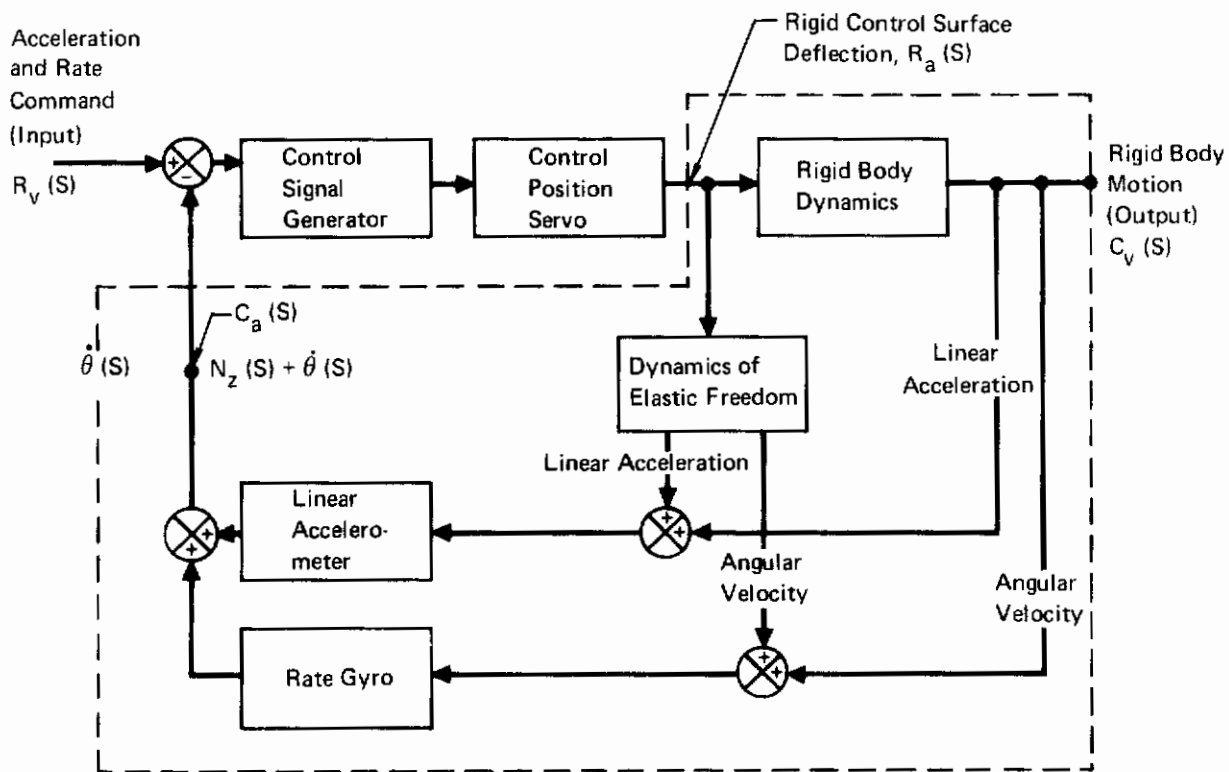 Rigid Control Surface
Deflection, R_a (S)
Acceleration
and Rate
Command
(Input)
R_v (S)
+
−
Control
Signal
Generator
Control
Position
Servo
Rigid Body
Dynamics
Rigid Body
Motion
(Output)
C_v (S)
C_a (S)
θ̇ (S)
N_z (S) + θ̇ (S)
Dynamics of
Elastic Freedom
Linear
Acceleration
Linear Acceleration
+
+
Linear
Accelero-
meter
+
+
Angular
Velocity
Angular
Velocity
+
+
Rate Gyro